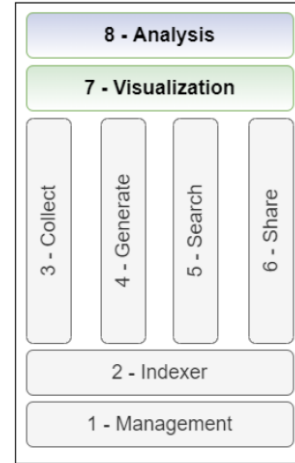 8 - Analysis
7 - Visualization
3 - Collect
4 - Generate
5 - Search
6 - Share
2 - Indexer
1 - Management